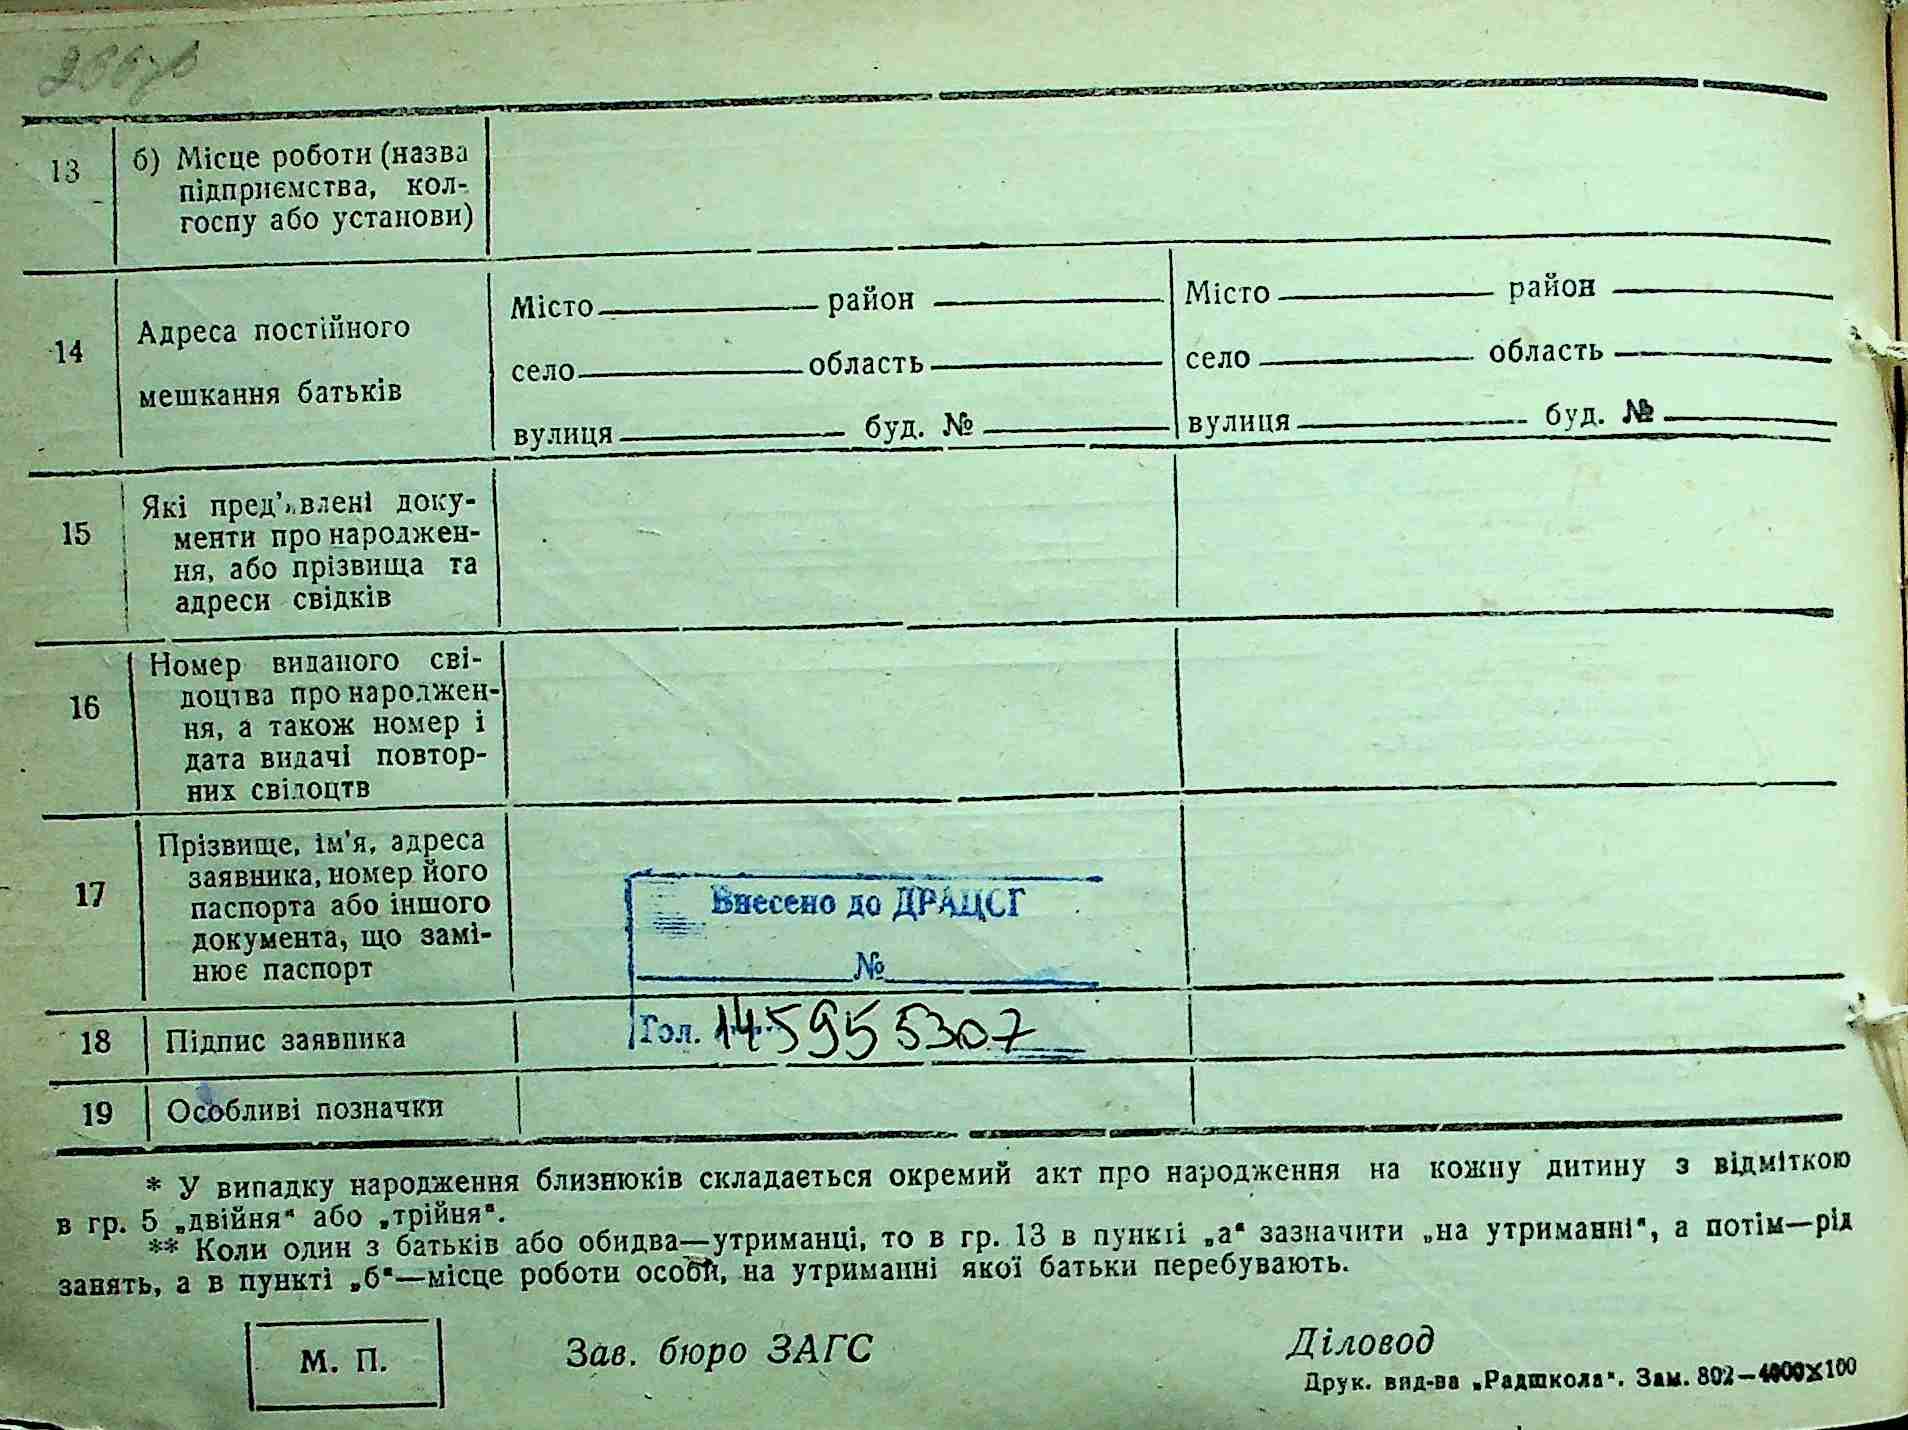 13
б) Місце роботи (назва
підприємства, кол-
госпу або установи)
14
Адреса постійного
мешкання батьків
Місто район
село область
вулиця буд. №
Місто район
село область
вулиця буд. №
15
Які пред'явлені доку-
менти про народжен-
ня, або прізвища та
адреси свідків
16
Номер виданого сві-
доцтва про народжен-
ня, а також номер і
дата видачі повтор-
них свідоцтв
17
Прізвище, ім'я, адреса
заявника, номер його
паспорта або іншого
документа, що замі-
нює паспорт
Внесено до ДРАЦСГ
№
Гол. 145955307
18
Підпис заявника
19
Особливі позначки
* У випадку народження близнюків складається окремий акт про народження на кожну дитину з відміткою
в гр. 5 „двійня“ або „трійня“.
** Коли один з батьків або обидва—утриманці, то в гр. 13 в пункті „а“ зазначити „на утриманні“, а потім—рід
занять, а в пункті „б“—місце роботи особи, на утриманні якої батьки перебувають.
М. П.
Зав. бюро ЗАГС
Діловод
Друк. вид-ва „Радшкола“. Зам. 802—4000X100